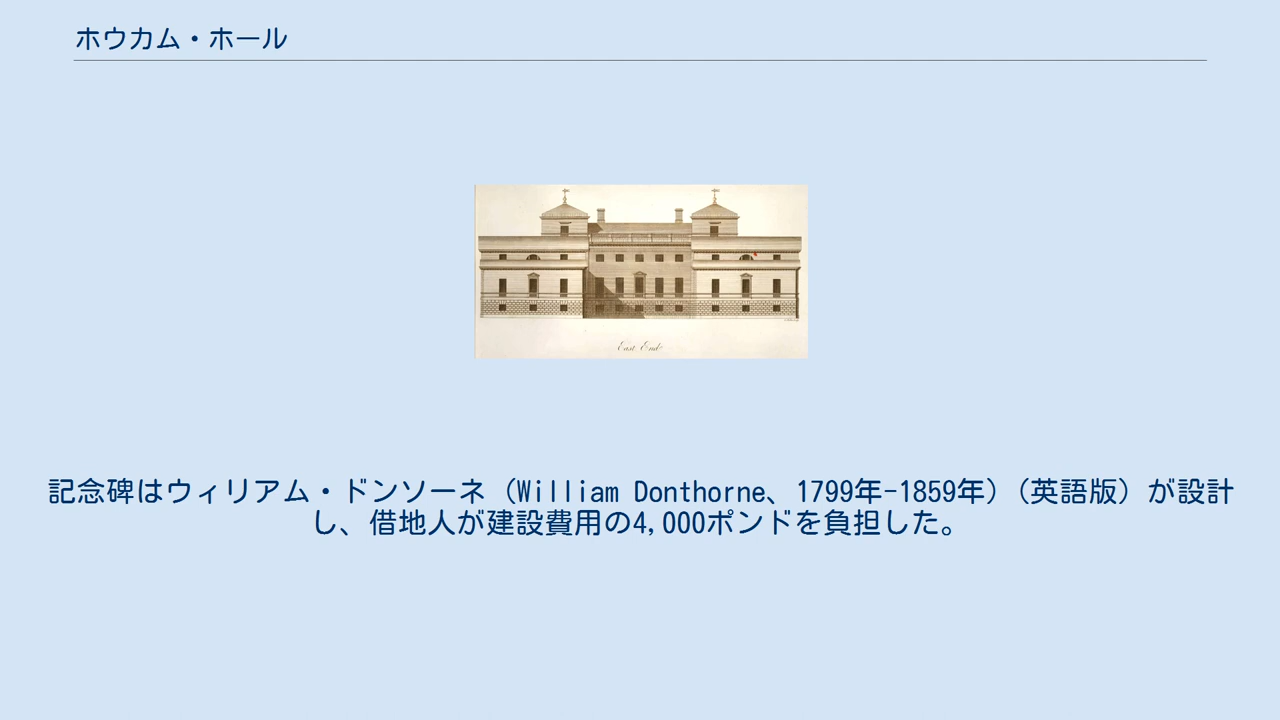 ホウカム・ホール
East End
記念碑はウィリアム・ドンソーネ（William Donthorne、1799年-1859年）（英語版）が設計
し、借地人が建設費用の4,000ポンドを負担した。